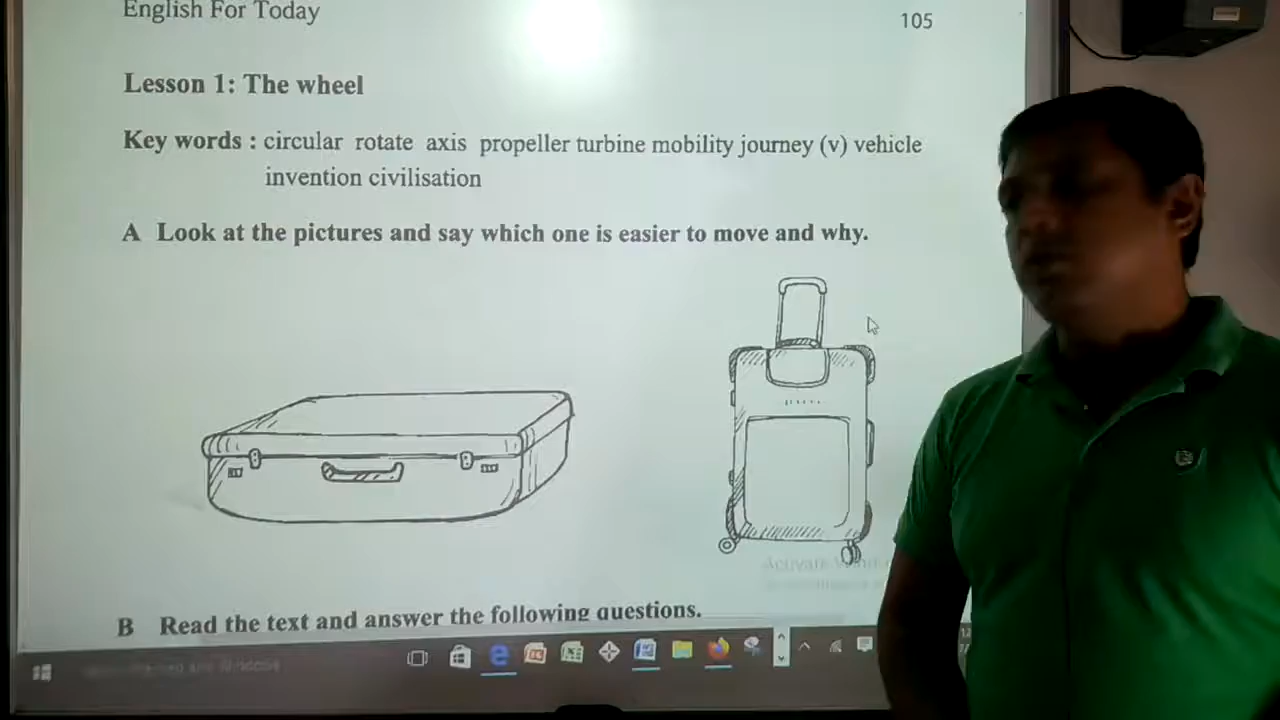 English For Today
105
Lesson 1: The wheel
Key words : circular rotate axis propeller turbine mobility journey (v) vehicle
invention civilisation
A Look at the pictures and say which one is easier to move and why.
Activate
B Read the text and answer the following questions.